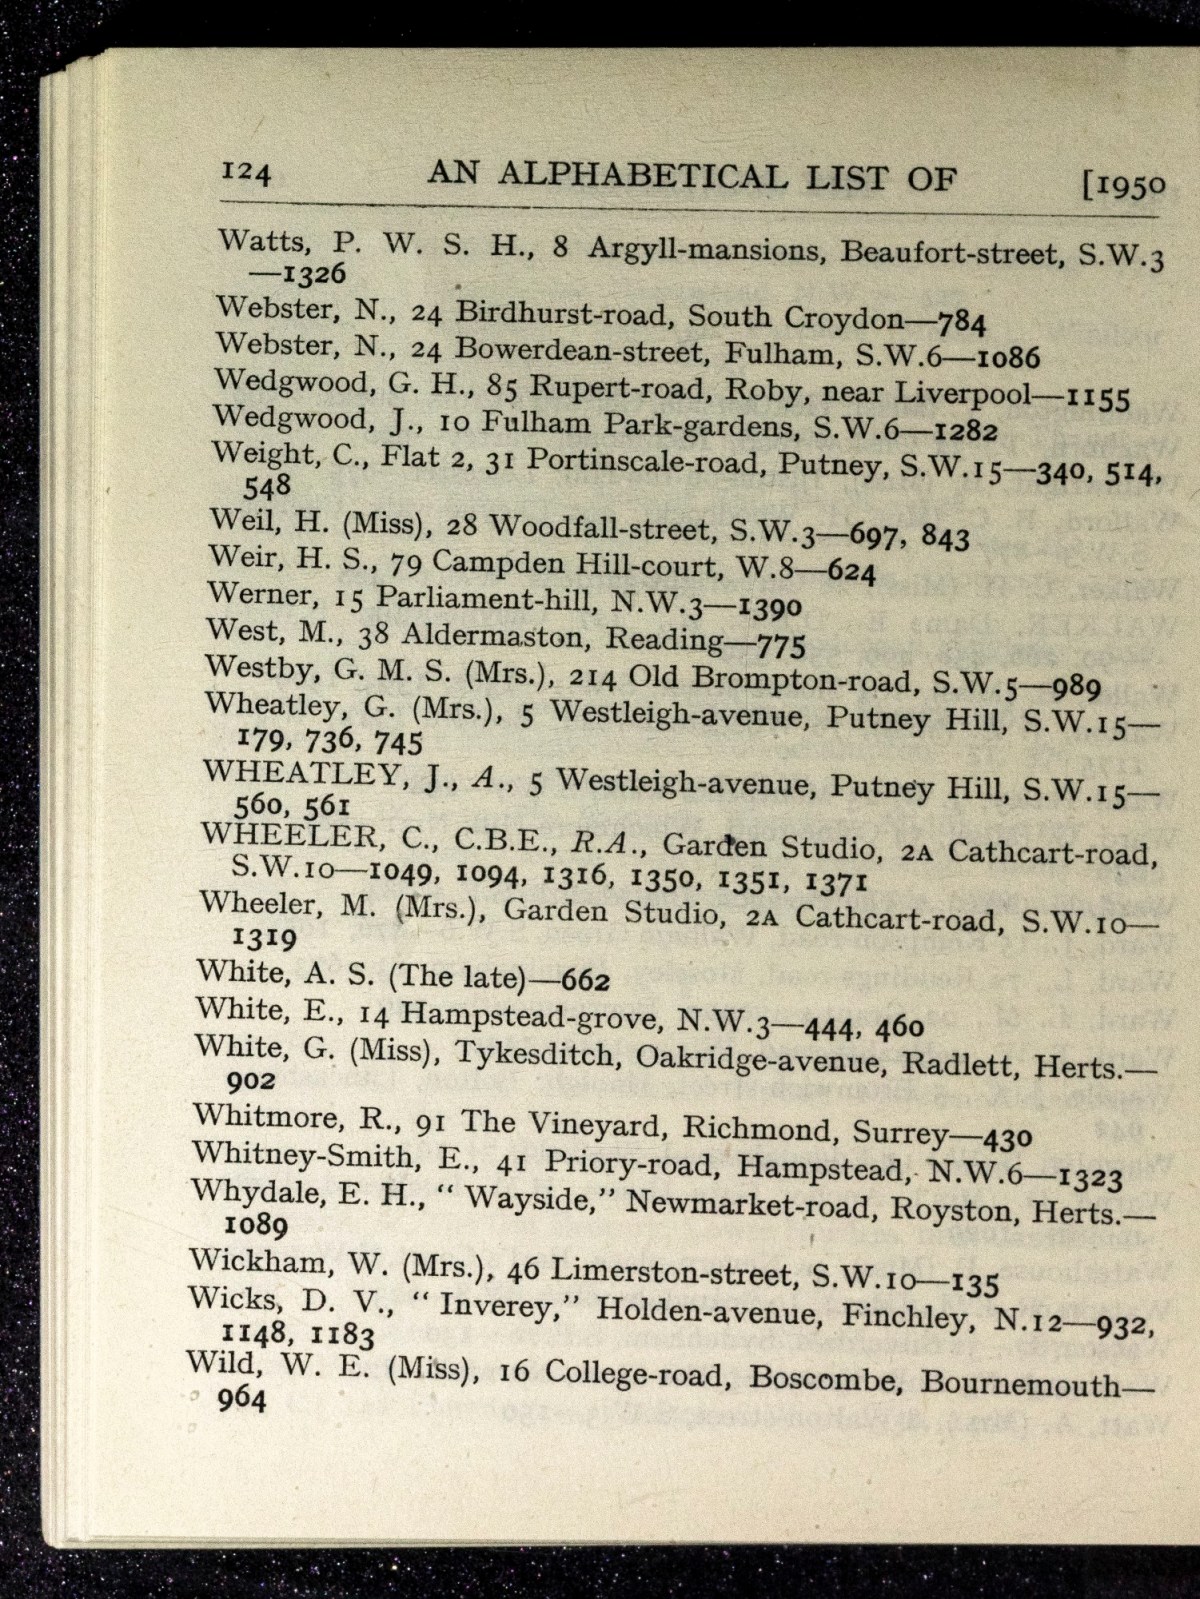 124 AN ALPHABETICAL LIST OF [1950
Watts, P. W. S. H., 8 Argyll-mansions, Beaufort-street, S.W.3
—1326
Webster, N., 24 Birdhurst-road, South Croydon—784
Webster, N., 24 Bowerdean-street, Fulham, S.W.6—1086
Wedgwood, G. H., 85 Rupert-road, Roby, near Liverpool—1155
Wedgwood, J., 10 Fulham Park-gardens, S.W.6—1282
Weight, C., Flat 2, 31 Portinscale-road, Putney, S.W.15—340, 514,
548
Weil, H. (Miss), 28 Woodfall-street, S.W.3—697, 843
Weir, H. S., 79 Campden Hill-court, W.8—624
Werner, 15 Parliament-hill, N.W.3—1390
West, M., 38 Aldermaston, Reading—775
Westby, G. M. S. (Mrs.), 214 Old Brompton-road, S.W.5—989
Wheatley, G. (Mrs.), 5 Westleigh-avenue, Putney Hill, S.W.15—
179, 736, 745
WHEATLEY, J., A., 5 Westleigh-avenue, Putney Hill, S.W.15—
560, 561
WHEELER, C., C.B.E., R.A., Garden Studio, 2A Cathcart-road,
S.W.10—1049, 1094, 1316, 1350, 1351, 1371
Wheeler, M. (Mrs.), Garden Studio, 2A Cathcart-road, S.W.10—
1319
White, A. S. (The late)—662
White, E., 14 Hampstead-grove, N.W.3—444, 460
White, G. (Miss), Tykesditch, Oakridge-avenue, Radlett, Herts.—
902
Whitmore, R., 91 The Vineyard, Richmond, Surrey—430
Whitney-Smith, E., 41 Priory-road, Hampstead, N.W.6—1323
Whydale, E. H., “ Wayside,” Newmarket-road, Royston, Herts.—
1089
Wickham, W. (Mrs.), 46 Limerston-street, S.W.10—135
Wicks, D. V., “ Inverey,” Holden-avenue, Finchley, N.12—932,
1148, 1183
Wild, W. E. (Miss), 16 College-road, Boscombe, Bournemouth—
964